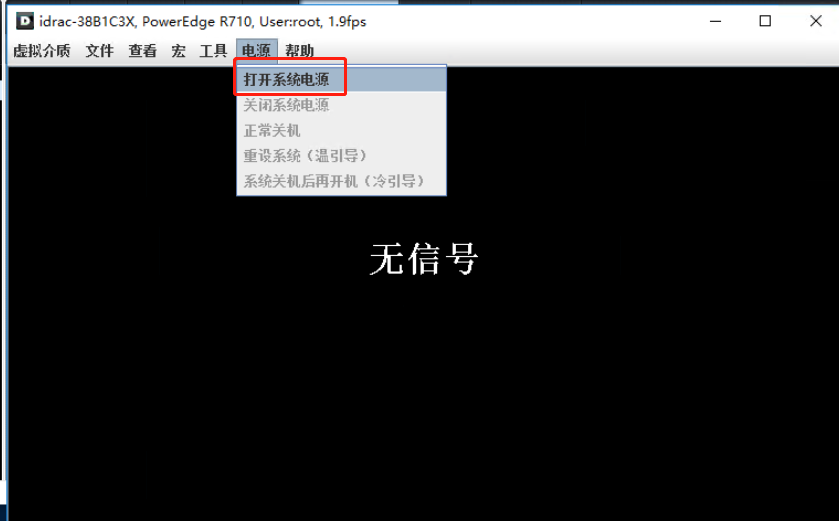 idrac-38B1C3X, PowerEdge R710, User:root, 1.9fps
虚拟介质 文件 查看 宏 工具 电源 帮助
打开系统电源
关闭系统电源
正常关机
重设系统（温引导）
系统关机后再开机（冷引导）
无信号